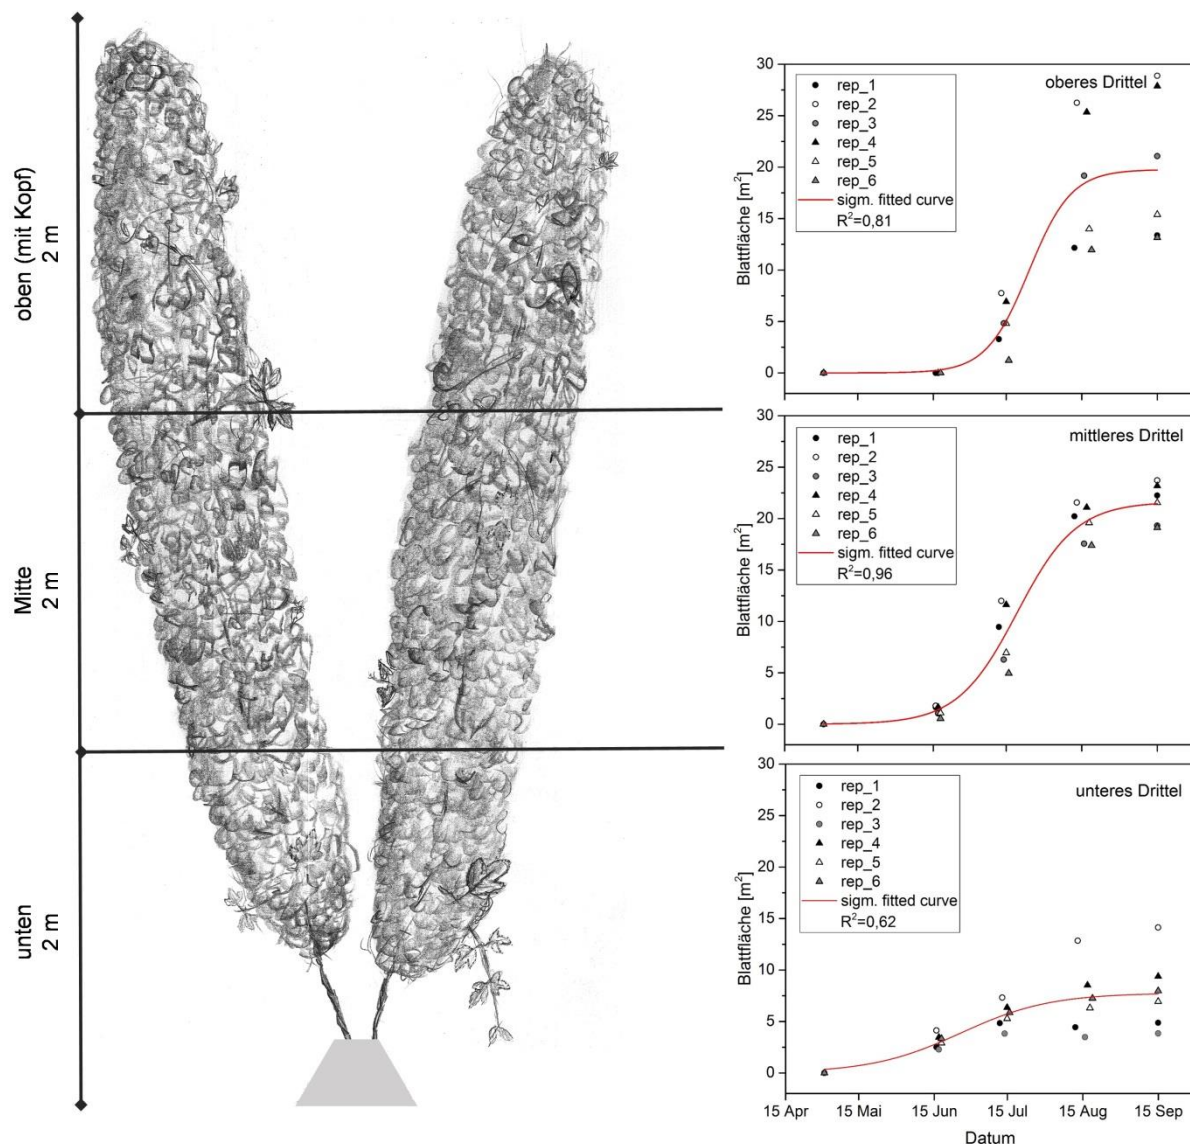 oben (mit Kopf)
2 m
Mitte
2 m
unten
2 m
oberes Drittel
rep_1
rep_2
rep_3
rep_4
rep_5
rep_6
sigm. fitted curve
R²=0,81
30
25
20
15
10
5
0
Blattfläche [m²]
mittleres Drittel
rep_1
rep_2
rep_3
rep_4
rep_5
rep_6
sigm. fitted curve
R²=0,96
30
25
20
15
10
5
0
Blattfläche [m²]
unteres Drittel
rep_1
rep_2
rep_3
rep_4
rep_5
rep_6
sigm. fitted curve
R²=0,62
30
25
20
15
10
5
0
Blattfläche [m²]
15 Apr 15 Mai 15 Jun 15 Jul 15 Aug 15 Sep
Datum